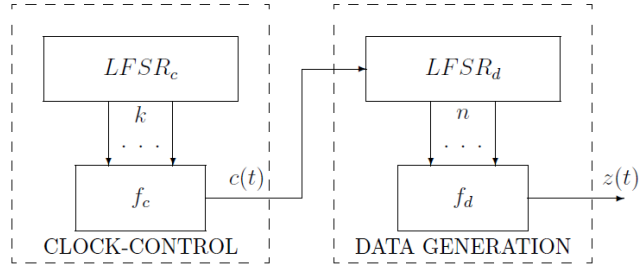 LFSR_c
k
. . .
f_c
c(t)
CLOCK-CONTROL
LFSR_d
n
. . .
f_d
z(t)
DATA GENERATION